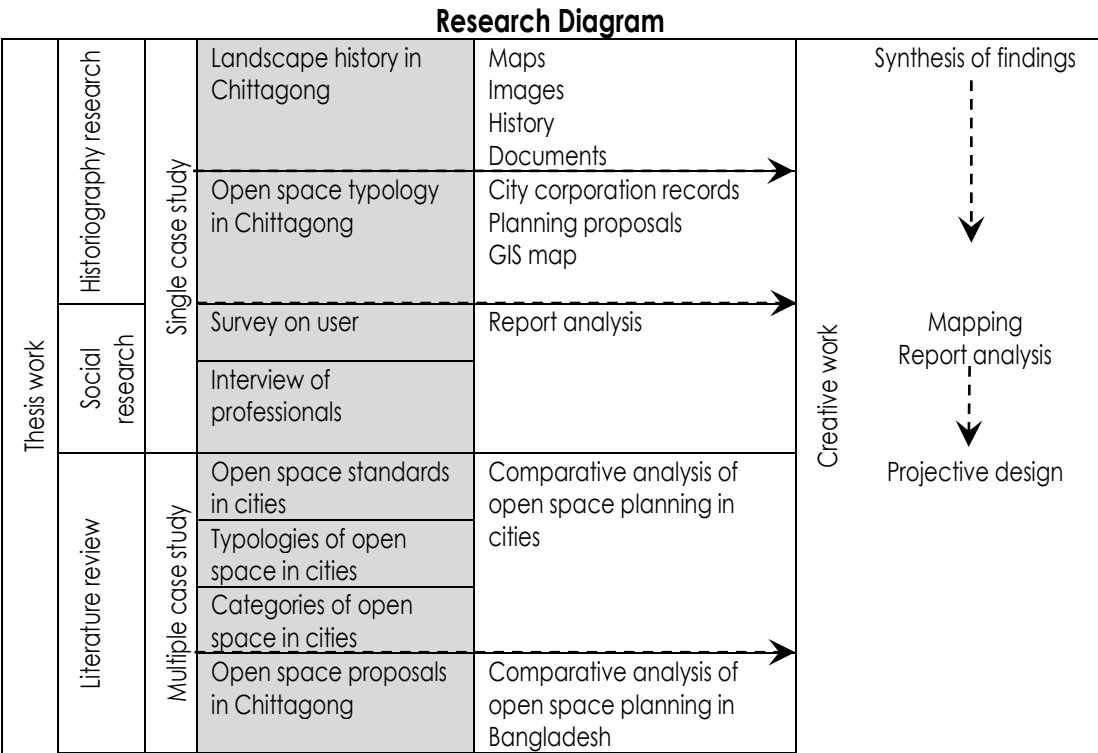 Research Diagram
Thesis work
Historiography research
Single case study
Landscape history in
Chittagong
Maps
Images
History
Documents
Open space typology
in Chittagong
City corporation records
Planning proposals
GIS map
Social
research
Survey on user
Report analysis
Interview of
professionals
Literature review
Multiple case study
Open space standards
in cities
Comparative analysis of
open space planning in
cities
Typologies of open
space in cities
Categories of open
space in cities
Open space proposals
in Chittagong
Comparative analysis of
open space planning in
Bangladesh
Creative work
Synthesis of findings
Mapping
Report analysis
Projective design